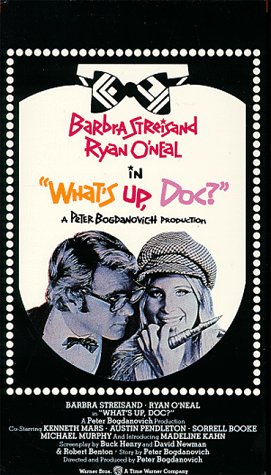 BARBRA STREISAND
RYAN O'NEAL
in
"WHAT'S UP, DOC?"
A PETER BOGDANOVICH PRODUCTION
BARBRA STREISAND · RYAN O'NEAL
in "WHAT'S UP, DOC?"
A Peter Bogdanovich Production
Co-Starring KENNETH MARS · AUSTIN PENDLETON · SORRELL BOOKE
MICHAEL MURPHY And Introducing MADELINE KAHN
Screenplay by Buck Henry and David Newman
& Robert Benton · Story by Peter Bogdanovich
Directed and Produced by Peter Bogdanovich
Warner Bros. A Time Warner Company